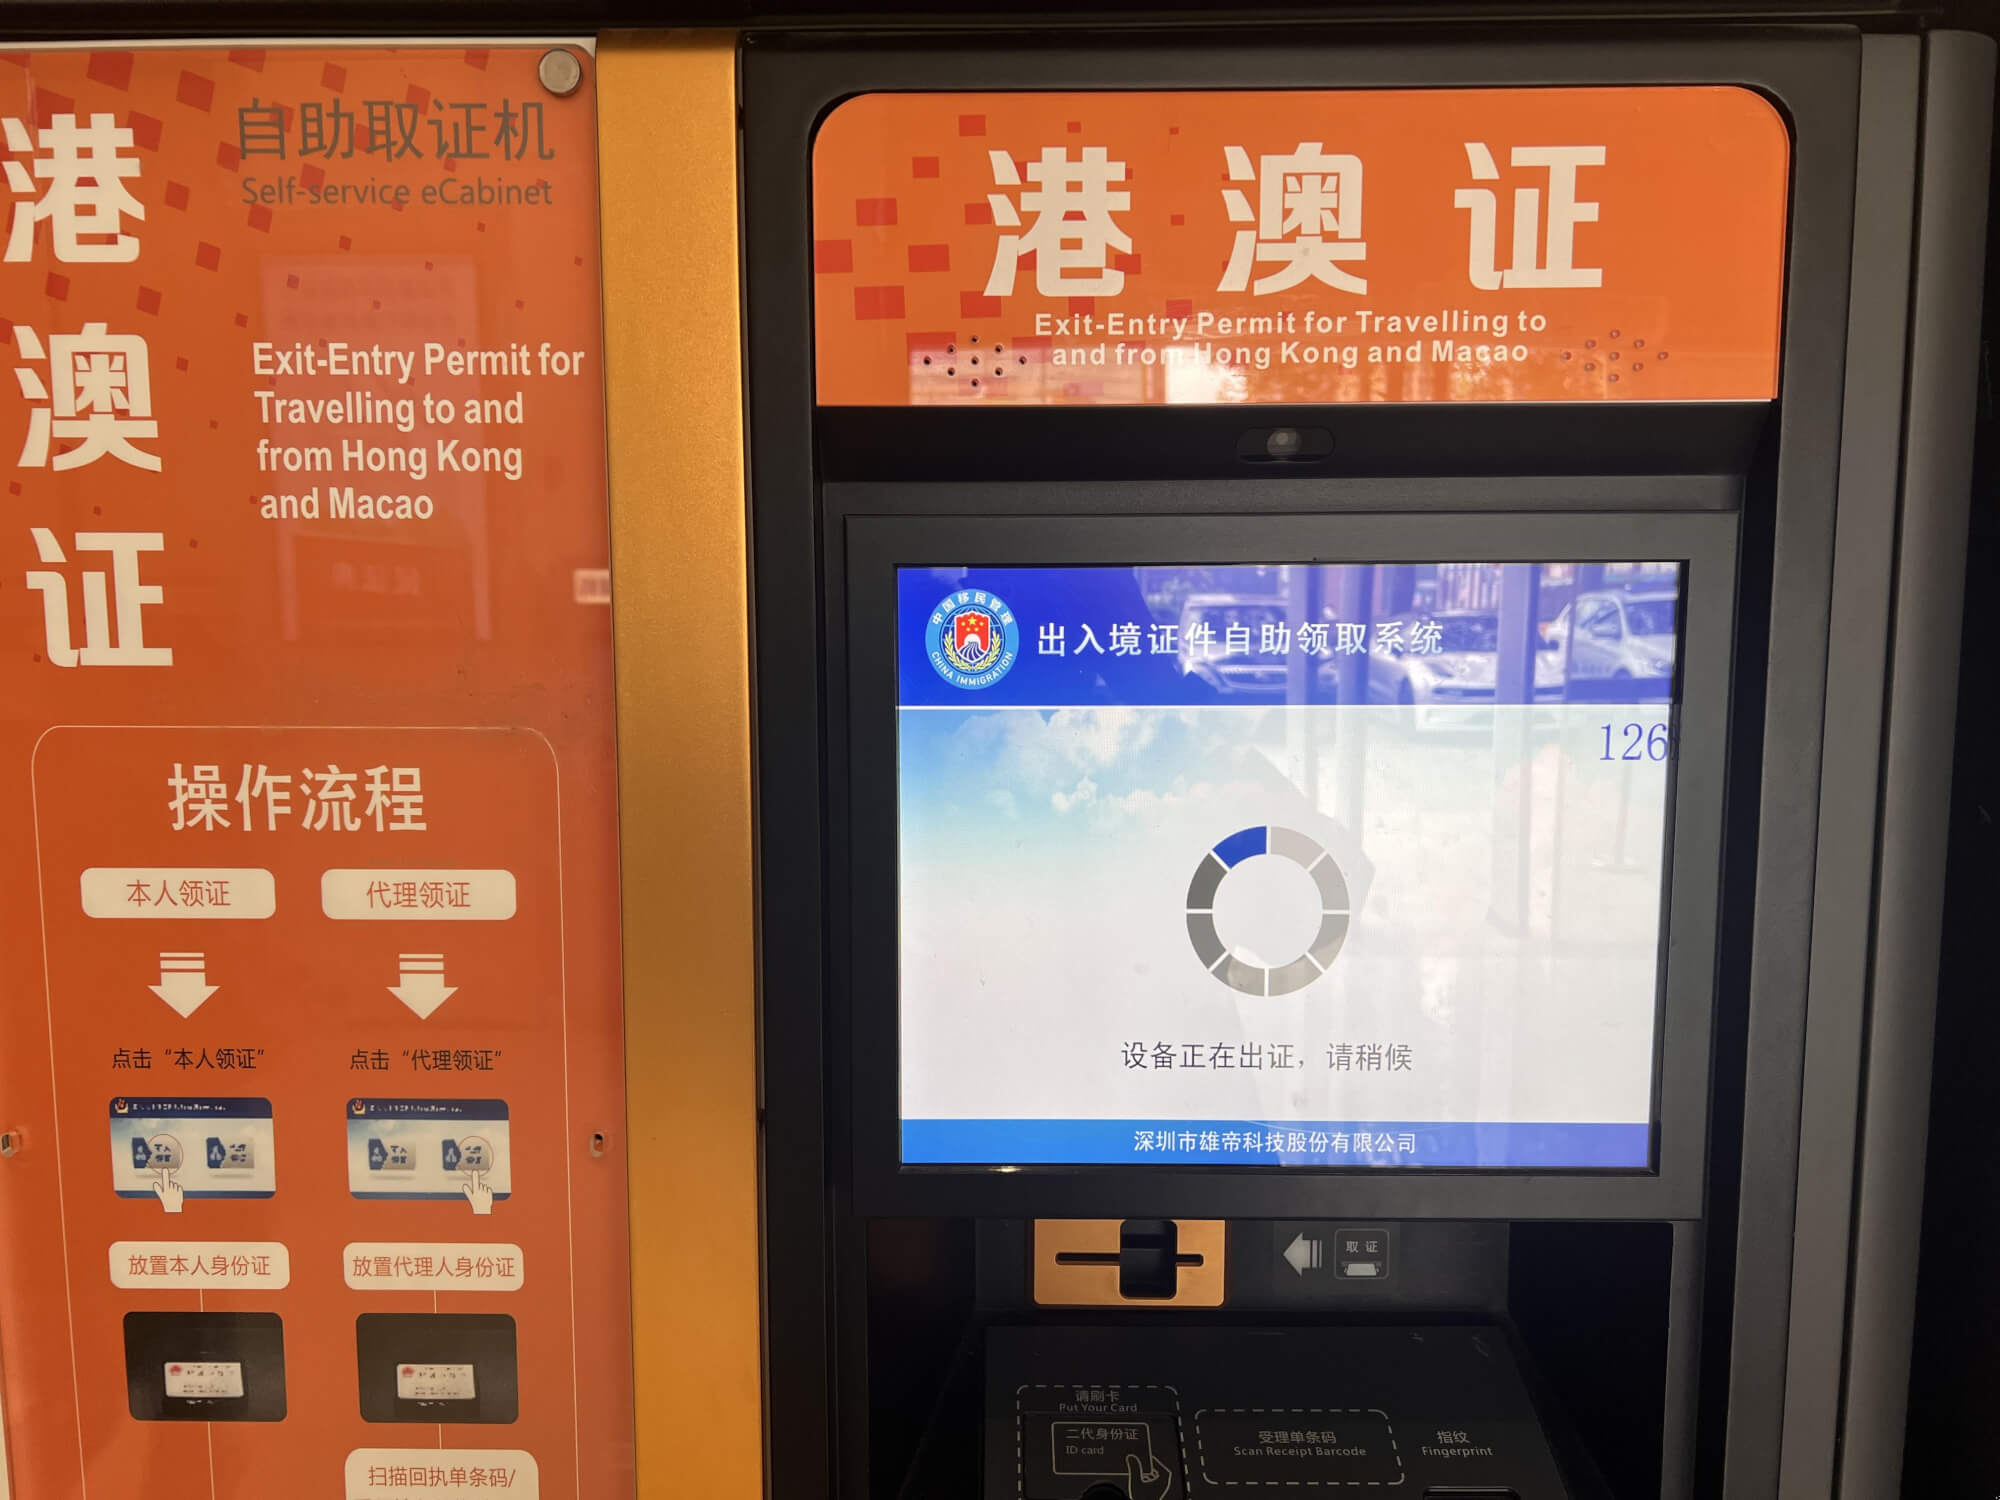 港澳证
自助取证机
Self-service eCabinet
Exit-Entry Permit for
Travelling to and
from Hong Kong
and Macao
操作流程
本人领证
代理领证
点击“本人领证”
点击“代理领证”
放置本人身份证
放置代理人身份证
扫描回执单条码/
港澳证
Exit-Entry Permit for Travelling to
and from Hong Kong and Macao
中国移民管理
CHINA IMMIGRATION
出入境证件自助领取系统
126
设备正在出证，请稍候
深圳市雄帝科技股份有限公司
取证
请刷卡
Put Your Card
二代身份证
ID card
受理单条码
Scan Receipt Barcode
指纹
Fingerprint